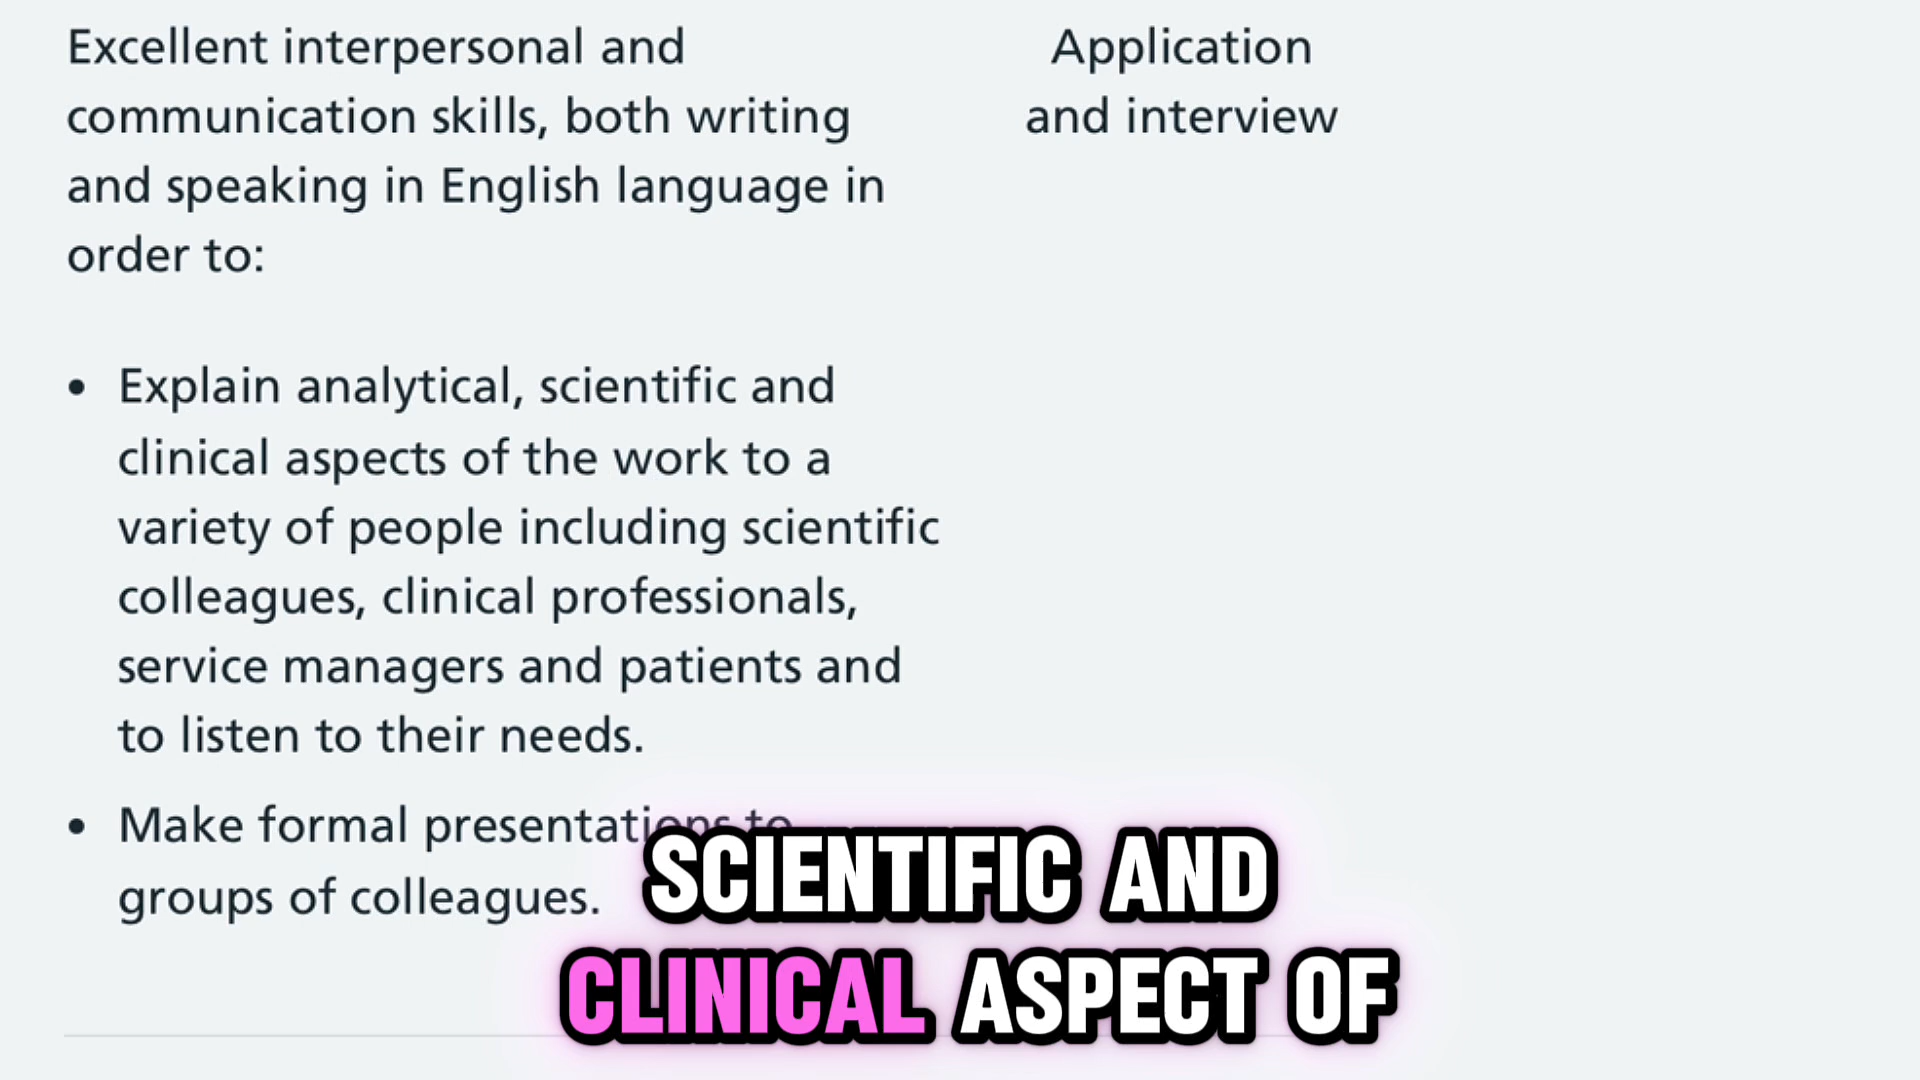 Excellent interpersonal and
communication skills, both writing
and speaking in English language in
order to:
Application
and interview
• Explain analytical, scientific and
clinical aspects of the work to a
variety of people including scientific
colleagues, clinical professionals,
service managers and patients and
to listen to their needs.
• Make formal presentations to
groups of colleagues.
SCIENTIFIC AND
CLINICAL ASPECT OF